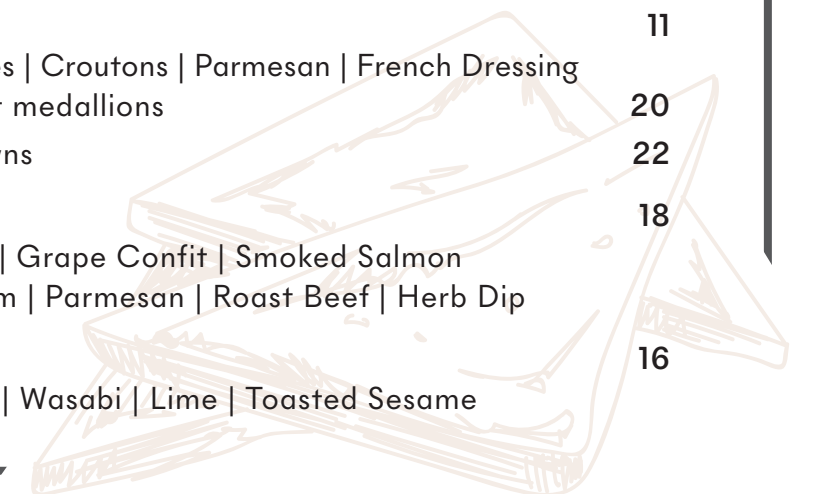 11
| Croutons | Parmesan | French Dressing
medallions 20
22
18
| Grape Confit | Smoked Salmon
| Parmesan | Roast Beef | Herb Dip
16
| Wasabi | Lime | Toasted Sesame